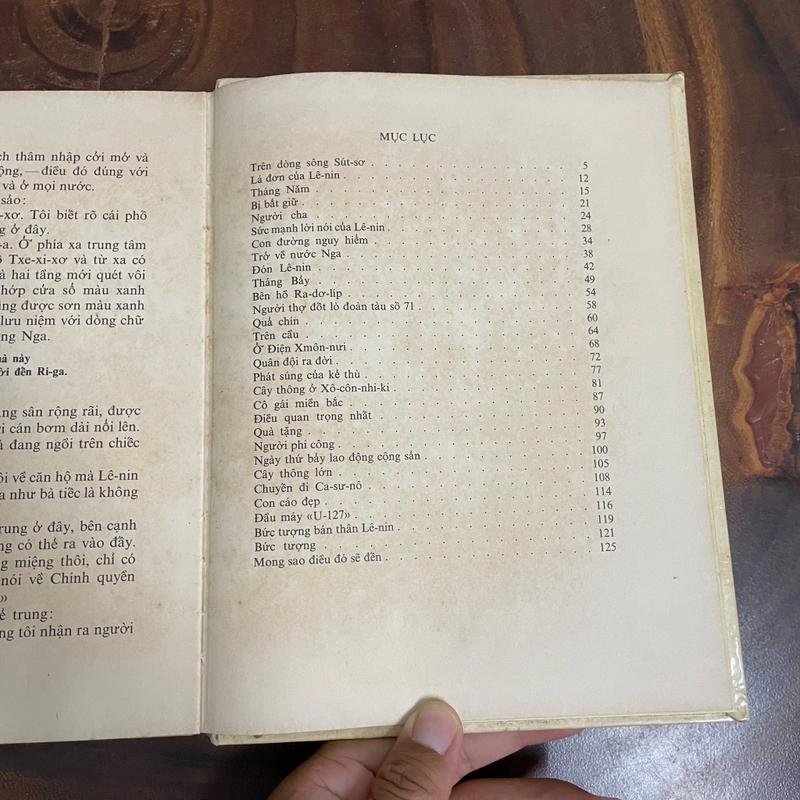 ch thâm nhập cởi mở và
ộng,—điều đó đúng với
và ở mọi nước.
sảo:
-xơ. Tôi biết rõ cái phố
g ở đây.
-a. Ở phía xa trung tâm
ố Txe-xi-xơ và từ xa có
à hai tầng mới quét vôi
hớp cửa sổ màu xanh
ũng được sơn màu xanh
lưu niệm với dòng chữ
ng Nga.
uà này
ời đến Ri-ga.
ảng sân rộng rãi, được
ri cán bơm dài nổi lên.
à đang ngồi trên chiếc
ôi về căn hộ mà Lê-nin
a như bà tiếc là không
rung ở đây, bên cạnh
ng có thể ra vào đầy.
ng miệng thôi, chỉ có
nói về Chính quyền
»
ế trung:
ng tôi nhận ra người
MỤC LỤC
Trên dòng sông Sút-sơ . . . 5
Lá đơn của Lê-nin . . . 12
Tháng Năm . . . 15
Bị bắt giữ . . . 21
Người cha . . . 24
Sức mạnh lời nói của Lê-nin . . . 28
Con đường nguy hiểm . . . 34
Trở về nước Nga . . . 38
Đón Lê-nin . . . 42
Tháng Bảy . . . 49
Bên hồ Ra-dơ-líp . . . 54
Người thợ đốt lò đoàn tàu số 71 . . . 58
Quả chín . . . 60
Trên cầu . . . 64
Ở Điện Xmôn-nưi . . . 68
Quân đội ra đời . . . 72
Phát súng của kẻ thù . . . 77
Cây thông ở Xô-côn-nhi-ki . . . 81
Cô gái miền bắc . . . 87
Điều quan trọng nhất . . . 90
Quà tặng . . . 93
Người phi công . . . 97
Ngày thứ bảy lao động cộng sản . . . 100
Cây thông lớn . . . 105
Chuyến đi Ca-sư-nô . . . 108
Con cáo đẹp . . . 114
Đầu máy «U-127» . . . 116
Bức tượng bán thân Lê-nin . . . 119
Bức tượng . . . 121
Mong sao điều đó sẽ đến . . . 125